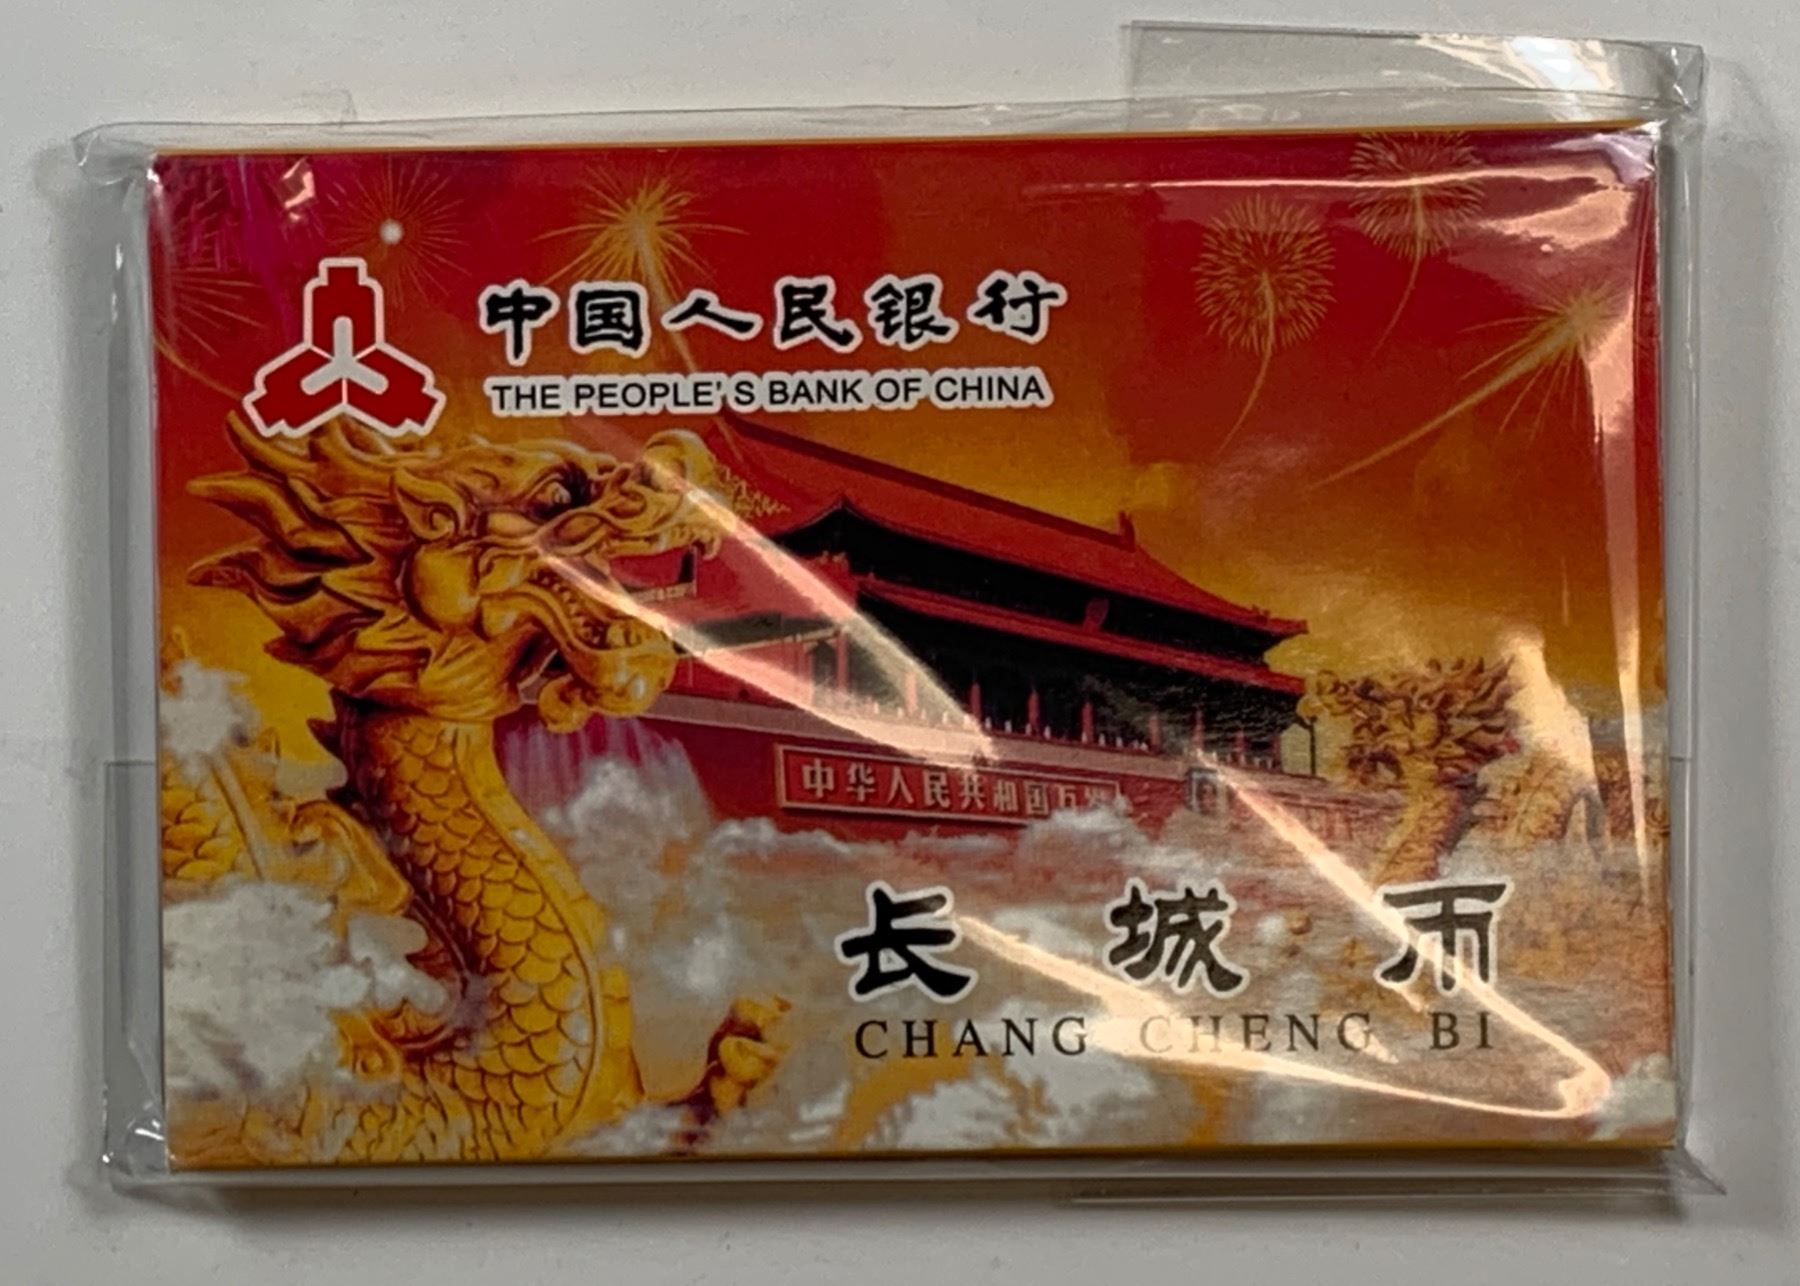 中国人民银行
THE PEOPLE'S BANK OF CHINA
中华人民共和国万岁
长城币
CHANG CHENG BI